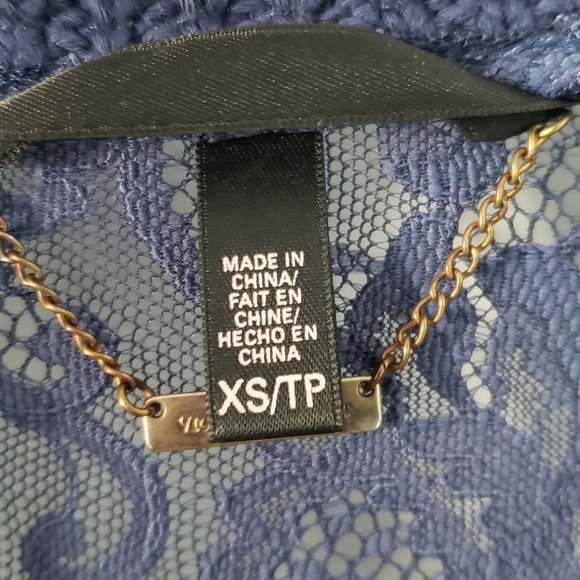 MADE IN
CHINA/
FAIT EN
CHINE/
HECHO EN
CHINA
XS/TP